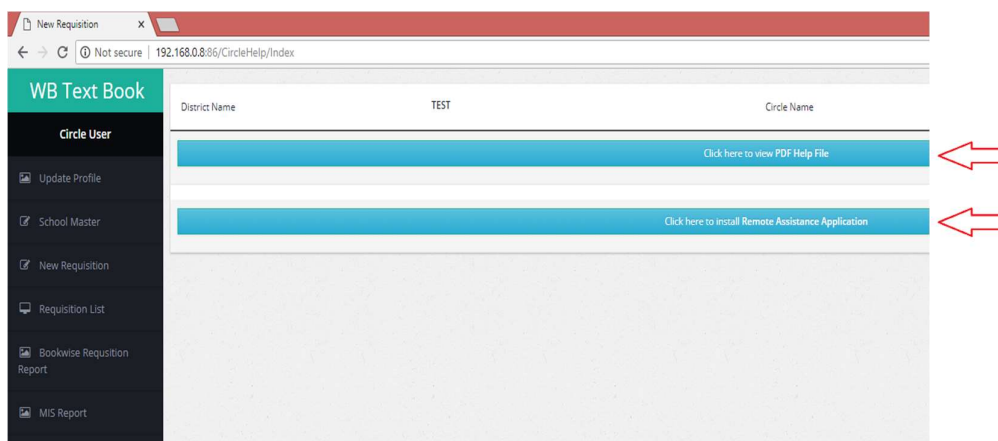 New Requisition
Not secure | 192.168.0.8:86/CircleHelp/Index
WB Text Book
Circle User
Update Profile
School Master
New Requisition
Requisition List
Bookwise Requsition
Report
MIS Report
District Name TEST Circle Name
Click here to view PDF Help File
Click here to install Remote Assistance Application